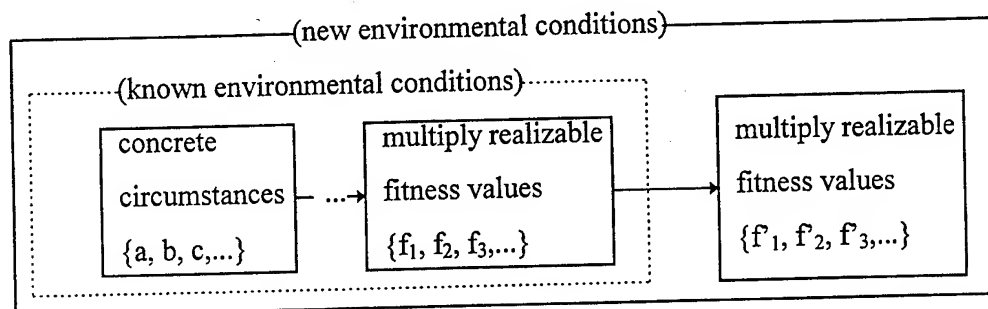 (new environmental conditions)
(known environmental conditions)
concrete
circumstances
{a, b, c,...}
...
multiply realizable
fitness values
{f₁, f₂, f₃,...}
multiply realizable
fitness values
{f'₁, f'₂, f'₃,...}